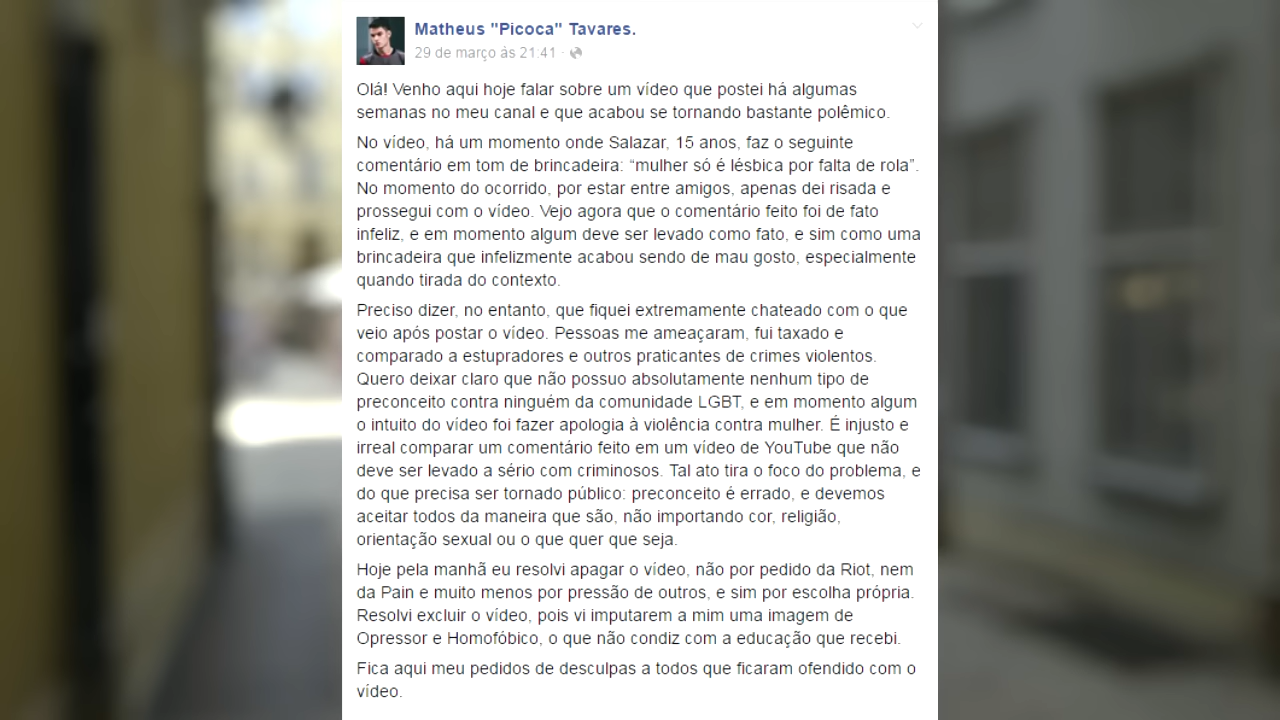 Matheus "Picoca" Tavares.
29 de março ás 21:41 ·
Olá! Venho aqui hoje falar sobre um vídeo que postei há algumas
semanas no meu canal e que acabou se tornando bastante polêmico.
No vídeo, há um momento onde Salazar, 15 anos, faz o seguinte
comentário em tom de brincadeira: “mulher só é lésbica por falta de rola”.
No momento do ocorrido, por estar entre amigos, apenas dei risada e
prossegui com o vídeo. Vejo agora que o comentário feito foi de fato
infeliz, e em momento algum deve ser levado como fato, e sim como uma
brincadeira que infelizmente acabou sendo de mau gosto, especialmente
quando tirada do contexto.
Preciso dizer, no entanto, que fiquei extremamente chateado com o que
veio após postar o vídeo. Pessoas me ameaçaram, fui taxado e
comparado a estupradores e outros praticantes de crimes violentos.
Quero deixar claro que não possuo absolutamente nenhum tipo de
preconceito contra ninguém da comunidade LGBT, e em momento algum
o intuito do vídeo foi fazer apologia à violência contra mulher. É injusto e
irreal comparar um comentário feito em um vídeo de YouTube que não
deve ser levado a sério com criminosos. Tal ato tira o foco do problema, e
do que precisa ser tornado público: preconceito é errado, e devemos
aceitar todos da maneira que são, não importando cor, religião,
orientação sexual ou o que quer que seja.
Hoje pela manhã eu resolvi apagar o vídeo, não por pedido da Riot, nem
da Pain e muito menos por pressão de outros, e sim por escolha própria.
Resolvi excluir o vídeo, pois vi imputarem a mim uma imagem de
Opressor e Homofóbico, o que não condiz com a educação que recebi.
Fica aqui meu pedidos de desculpas a todos que ficaram ofendido com o
vídeo.